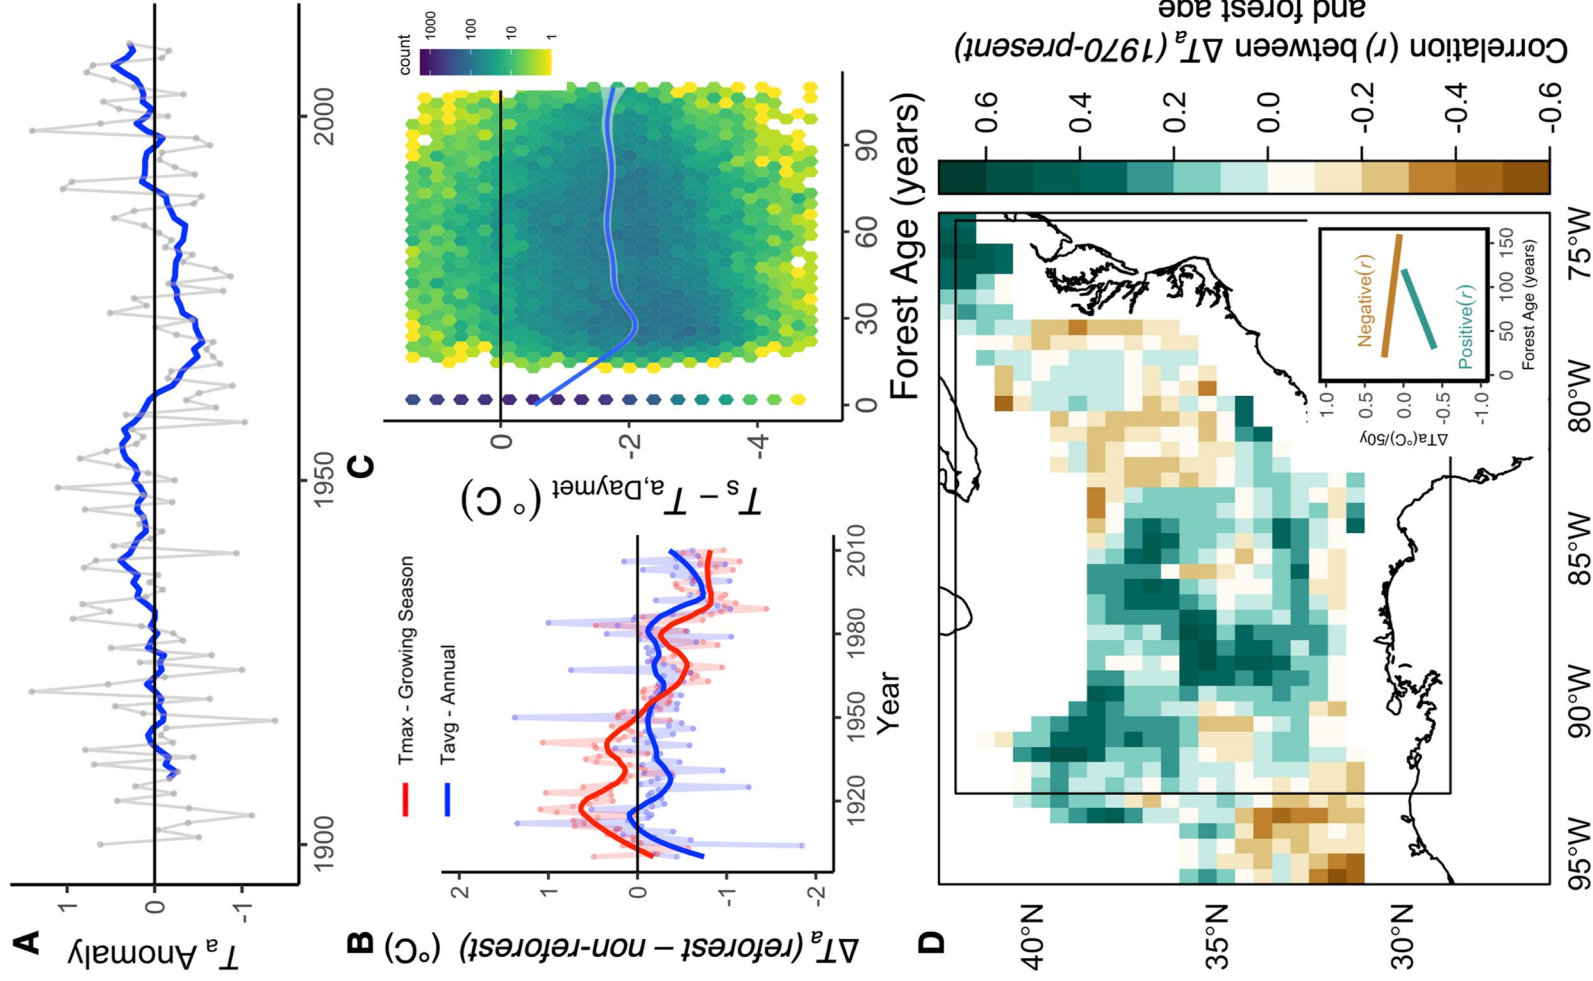 A
Ta Anomaly
1
0
-1
1900
1950
2000
B
ΔTa (reforest – non-reforest) (°C)
2
1
0
-1
-2
Tmax - Growing Season
Tavg - Annual
1920
1950
1980
2010
Year
C
Ts – Ta,Daymet (°C)
0
-2
-4
0
30
60
90
Forest Age (years)
count
1000
100
10
1
D
40°N
35°N
30°N
95°W
90°W
85°W
80°W
75°W
ΔTa(°C)/50y
1.0
0.5
0.0
-0.5
-1.0
Negative(r)
Positive(r)
0
50
100
150
Forest Age (years)
0.6
0.4
0.2
0.0
-0.2
-0.4
-0.6
Correlation (r) between ΔTa (1970-present)
and forest age